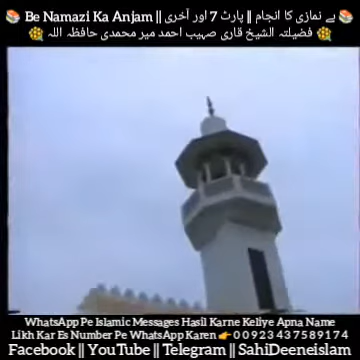 📚 Be Namazi Ka Anjam || بے نمازی کا انجام || پارٹ 7 اور آخری 📚
💐 فضیلتہ الشیخ قاری صہیب احمد میر محمدی حافظہ اللہ 💐
WhatsApp Pe Islamic Messages Hasil Karne Keliye Apna Name
Likh Kar Es Number Pe WhatsApp Karen 👉 00923437589174
Facebook || YouTube || Telegram || SahiDeeneislam